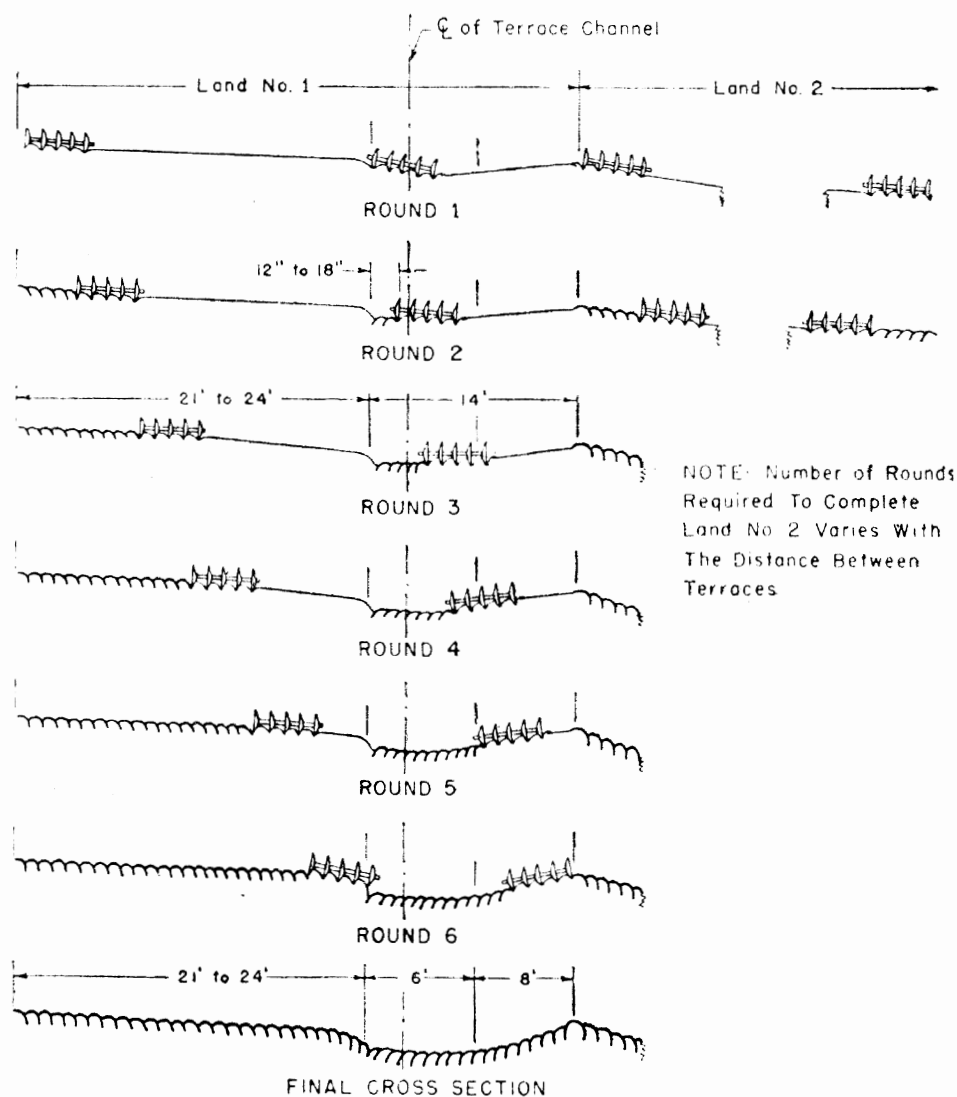 ℄ of Terrace Channel
Land No. 1
Land No. 2
ROUND 1
12" to 18"
ROUND 2
21' to 24'
14'
ROUND 3
NOTE: Number of Rounds
Required To Complete
Land No 2 Varies With
The Distance Between
Terraces
ROUND 4
ROUND 5
ROUND 6
21' to 24'
6'
8'
FINAL CROSS SECTION